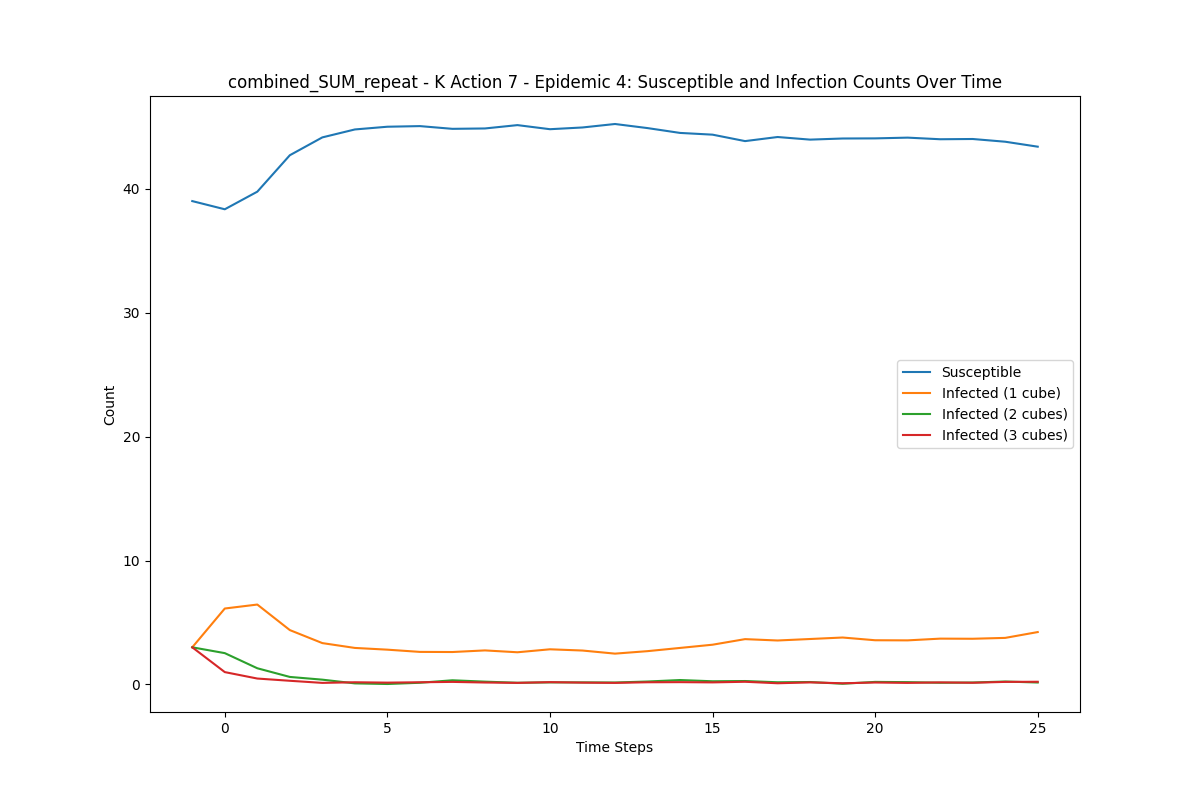 combined_SUM_repeat - K Action 7 - Epidemic 4: Susceptible and Infection Counts Over Time
Count
40
30
20
10
0
Susceptible
Infected (1 cube)
Infected (2 cubes)
Infected (3 cubes)
0 5 10 15 20 25
Time Steps